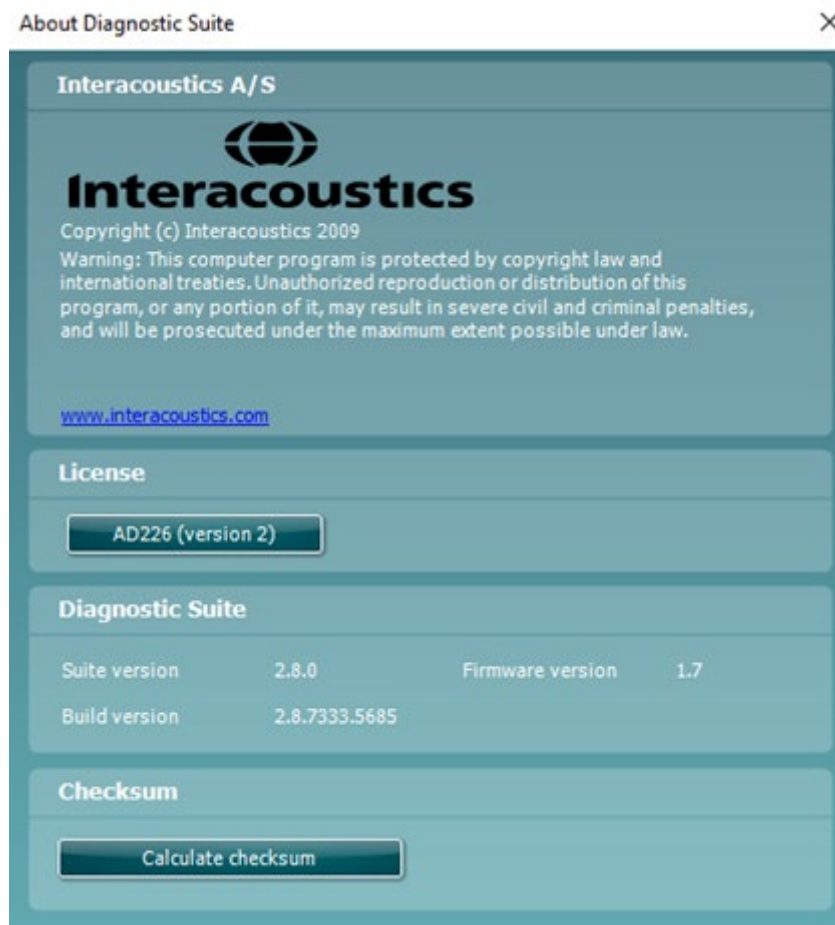 About Diagnostic Suite
Interacoustics A/S
Interacoustics
Copyright (c) Interacoustics 2009
Warning: This computer program is protected by copyright law and
international treaties. Unauthorized reproduction or distribution of this
program, or any portion of it, may result in severe civil and criminal penalties,
and will be prosecuted under the maximum extent possible under law.
www.interacoustics.com
License
AD226 (version 2)
Diagnostic Suite
Suite version 2.8.0 Firmware version 1.7
Build version 2.8.7333.5685
Checksum
Calculate checksum